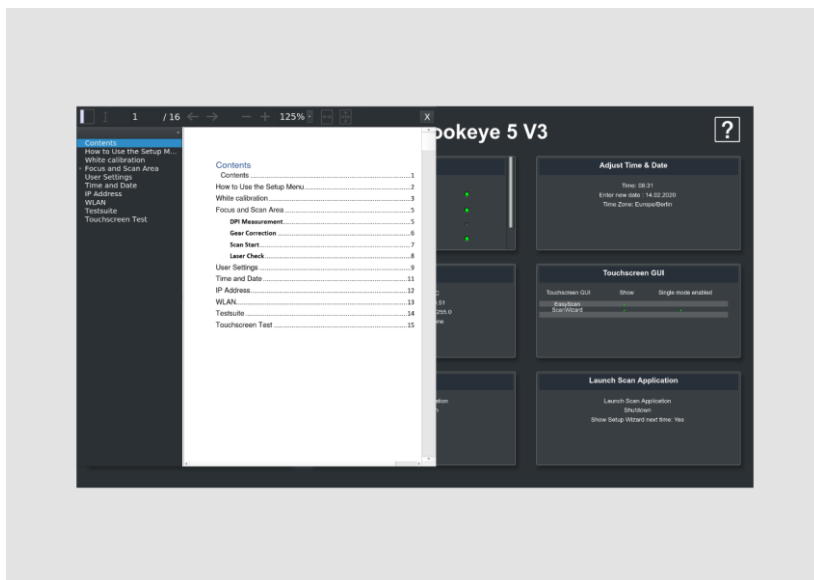 1 / 16 125% X
Contents
How to Use the Setup M...
White calibration
Focus and Scan Area
User Settings
Time and Date
IP Address
WLAN
Testsuite
Touchscreen Test
Contents
Contents 1
How to Use the Setup Menu 2
White calibration 3
Focus and Scan Area 5
DPI Measurement 5
Gear Correction 6
Scan Start 7
Laser Check 8
User Settings 9
Time and Date 11
IP Address 12
WLAN 13
Testsuite 14
Touchscreen Test 15
ookeye 5 V3
?
Adjust Time & Date
Time: 08:31
Enter new date : 14.02.2020
Time Zone: Europe/Berlin
.51
255.0
Touchscreen GUI
Touchscreen GUI Show Single mode enabled
EasyScan
ScanWizard
Launch Scan Application
Launch Scan Application
Shutdown
Show Setup Wizard next time: Yes